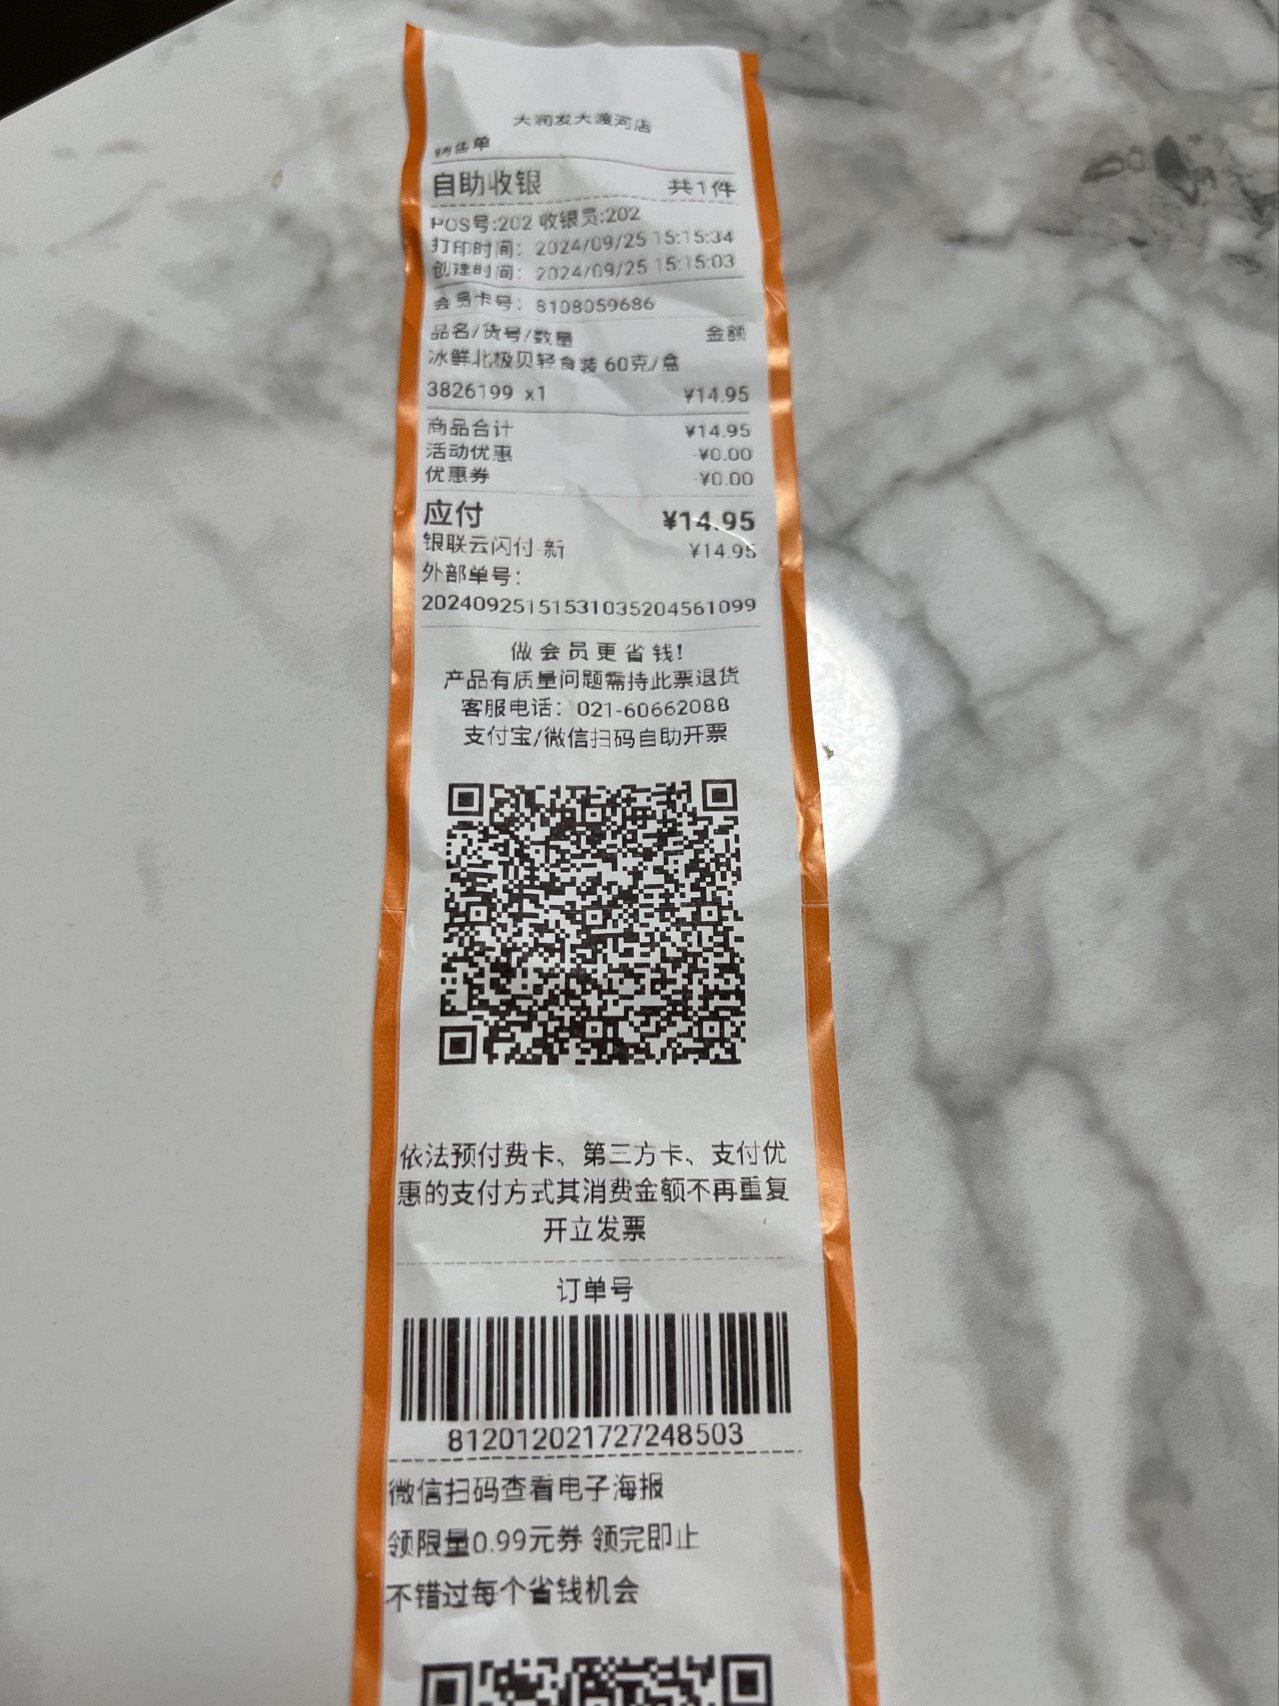 大润发大渡河店
销售单
自助收银 共1件
POS号:202 收银员:202
打印时间: 2024/09/25 15:15:34
创建时间: 2024/09/25 15:15:03
会员卡号: 8108059686
品名/货号/数量 金额
冰鲜北极贝轻食装 60克/盒
3826199 x1 ¥14.95
商品合计 ¥14.95
活动优惠 -¥0.00
优惠券 -¥0.00
应付 ¥14.95
银联云闪付-新 ¥14.95
外部单号:
20240925151531035204561099
做会员更省钱!
产品有质量问题需持此票退货
客服电话: 021-60662088
支付宝/微信扫码自助开票
依法预付费卡、第三方卡、支付优
惠的支付方式其消费金额不再重复
开立发票
订单号
812012021727248503
微信扫码查看电子海报
领限量0.99元券 领完即止
不错过每个省钱机会